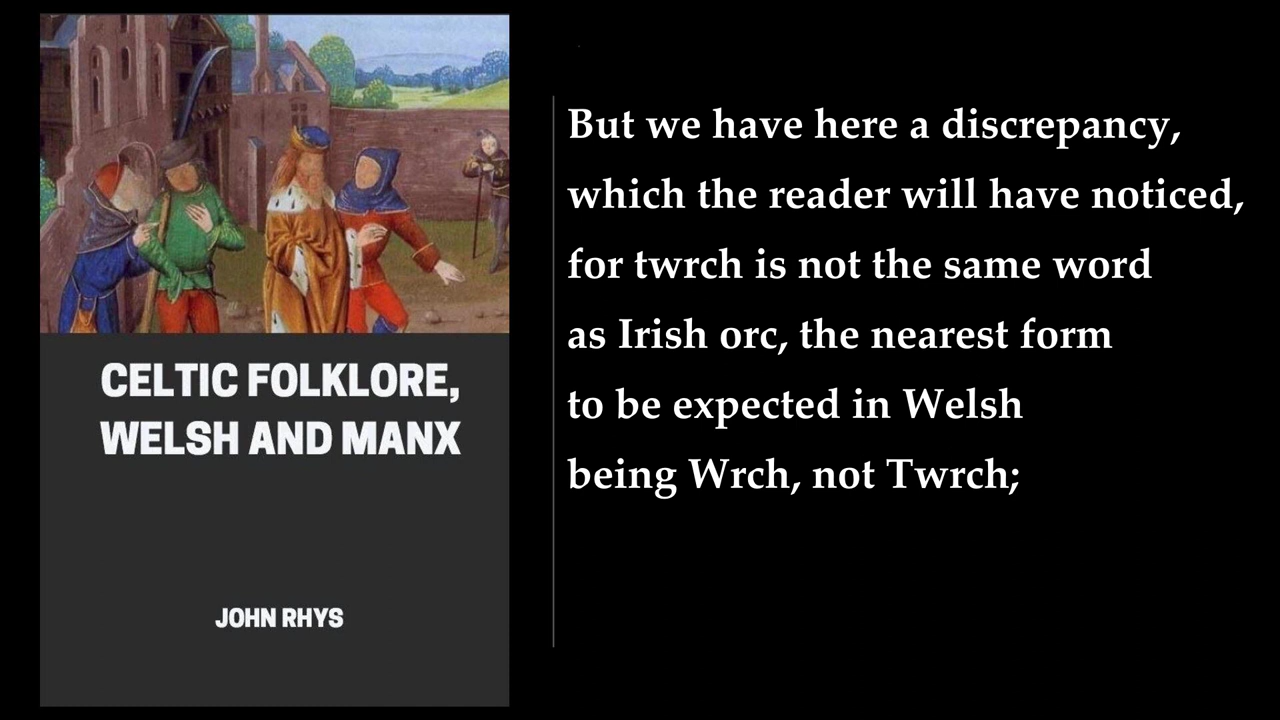 CELTIC FOLKLORE,
WELSH AND MANX
JOHN RHYS
But we have here a discrepancy,
which the reader will have noticed,
for twrch is not the same word
as Irish orc, the nearest form
to be expected in Welsh
being Wrch, not Twrch;